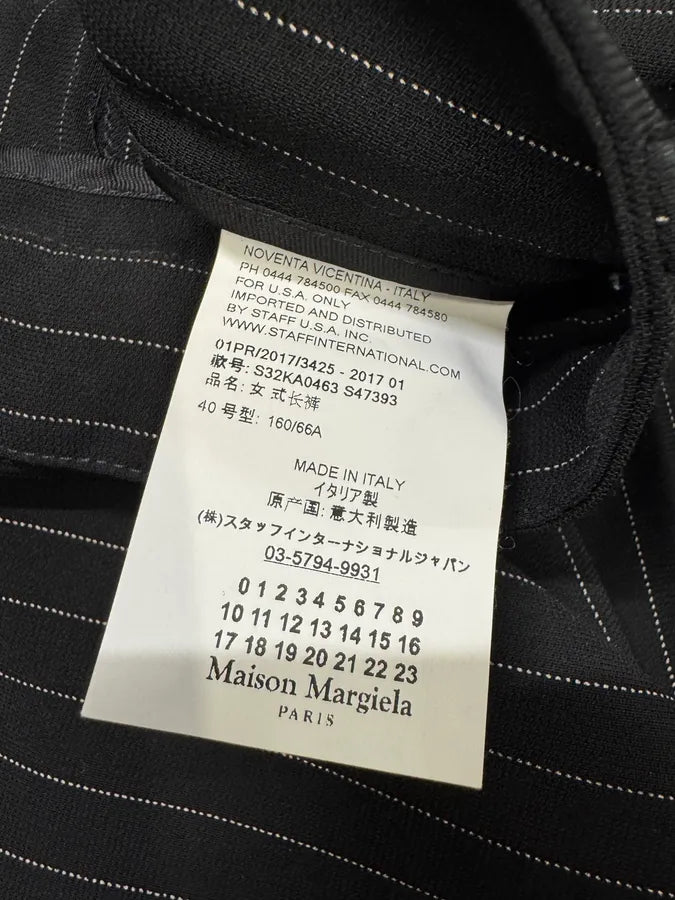 NOVENTA VICENTINA - ITALY
PH 0444 784500 FAX 0444 784580
FOR U.S.A. ONLY
IMPORTED AND DISTRIBUTED
BY STAFF U.S.A. INC.
WWW.STAFFINTERNATIONAL.COM
01PR/2017/3425 - 2017 01
款号: S32KA0463 S47393
品名: 女 式长裤
40 号型: 160/66A
MADE IN ITALY
イタリア製
原产国: 意大利製造
(株)スタッフインターナショナルジャパン
03-5794-9931
0 1 2 3 4 5 6 7 8 9
10 11 12 13 14 15 16
17 18 19 20 21 22 23
Maison Margiela
PARIS